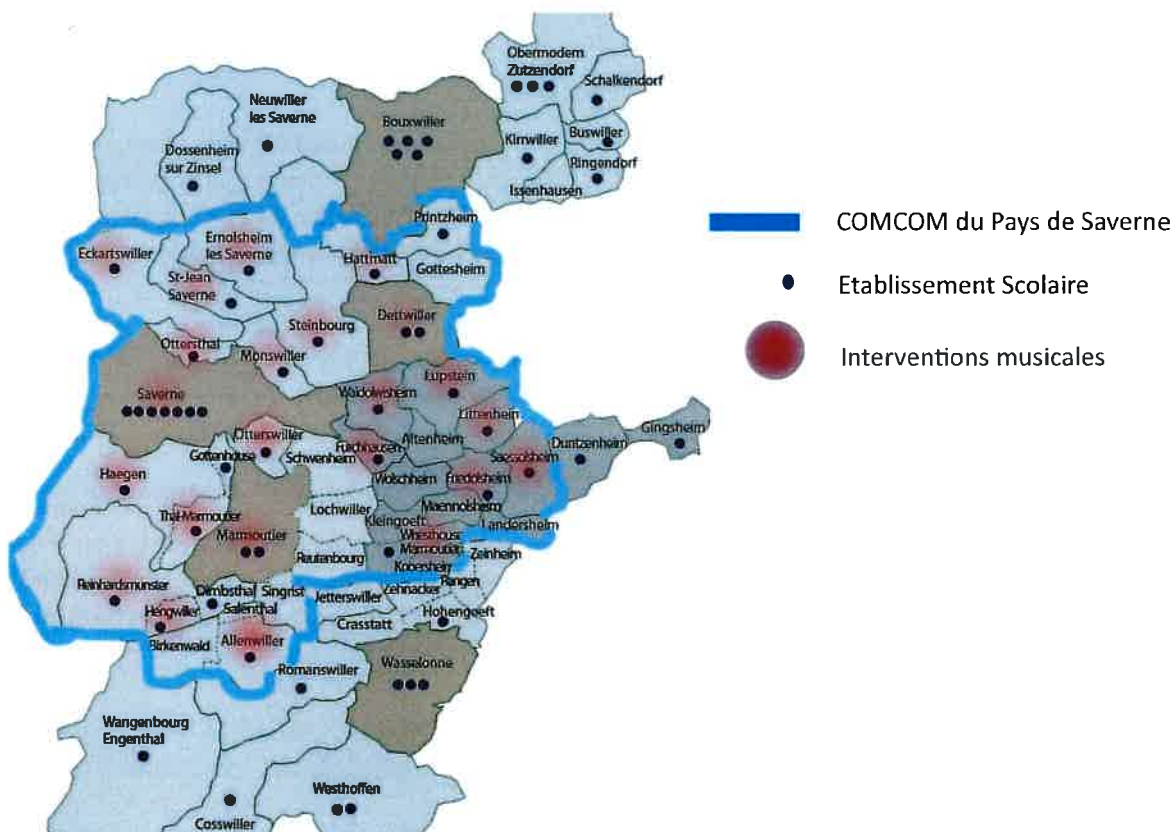 Obermodern
Zutzendorf
Schalkendorf
Neuwiller
les Saverne
Bouxwiller
Kirrwiller
Buswiller
Dossenheim
sur Zinsel
Ringendorf
Issenhausen
Printzheim
COMCOM du Pays de Saverne
Eckartswiller
Ernolsheim
les Saverne
Hattmatt
Gottesheim
St-Jean
Saverne
Etablissement Scolaire
Steinbourg
Dettwiller
Ottersthal
Monswiller
Interventions musicales
Saverne
Waldolwisheim
Lupstein
Littenheim
Gingsheim
Otterswiller
Altenheim
Furchhausen
Duntzenheim
Gottenhouse
Schwenheim
Saessolsheim
Haegen
Wolschheim
Friedolsheim
Lochwiller
Maennolsheim
Thal-Marmoutier
Kleingoeft
Landersheim
Marmoutier
Westhouse
Marmoutier
Reutenbourg
Zeinheim
Knoersheim
Reinhardsmunster
Dimbsthal
Singrist
Jetterswiller
Zehnacker
Rangen
Hengwiller
Salenthal
Hohengoeft
Crasstatt
Birkenwald
Allenwiller
Romanswiller
Wasselonne
Wangenbourg
Engenthal
Westhoffen
Cosswiller